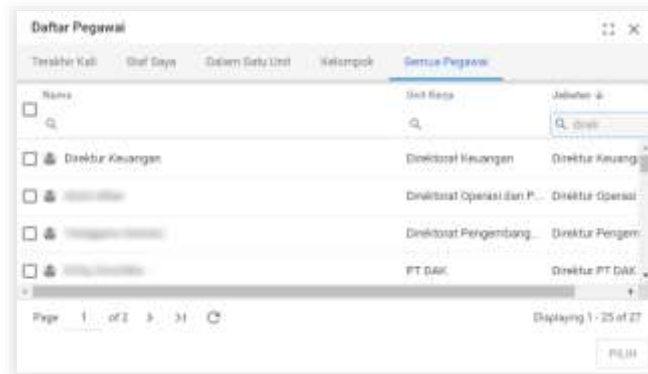 Daftar Pegawai
Terakhir Kali Staf Saya Dalam Satu Unit Kelompok Semua Pegawai
Nama Unit Kerja Jabatan ↓
direk
Direktur Keuangan Direktorat Keuangan Direktur Keuang
Direktorat Operasi dan P... Direktur Operasi
Direktorat Pengembang... Direktur Pengem
PT DAK Direktur PT DAK
Page 1 of 2 Displaying 1 - 25 of 27
PILIH